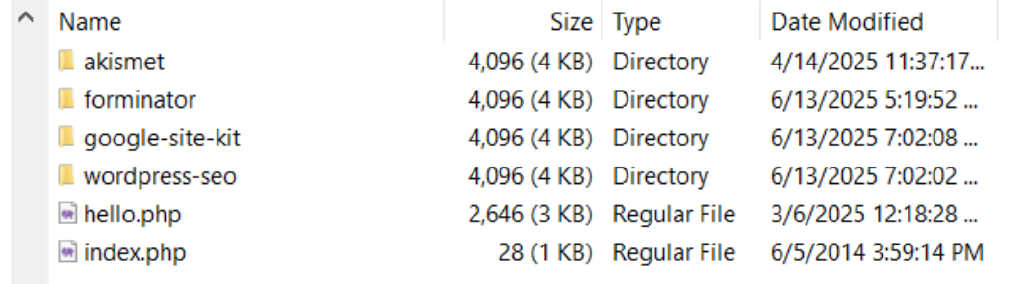 Name Size Type Date Modified
akismet 4,096 (4 KB) Directory 4/14/2025 11:37:17...
forminator 4,096 (4 KB) Directory 6/13/2025 5:19:52 ...
google-site-kit 4,096 (4 KB) Directory 6/13/2025 7:02:08 ...
wordpress-seo 4,096 (4 KB) Directory 6/13/2025 7:02:02 ...
hello.php 2,646 (3 KB) Regular File 3/6/2025 12:18:28 ...
index.php 28 (1 KB) Regular File 6/5/2014 3:59:14 PM